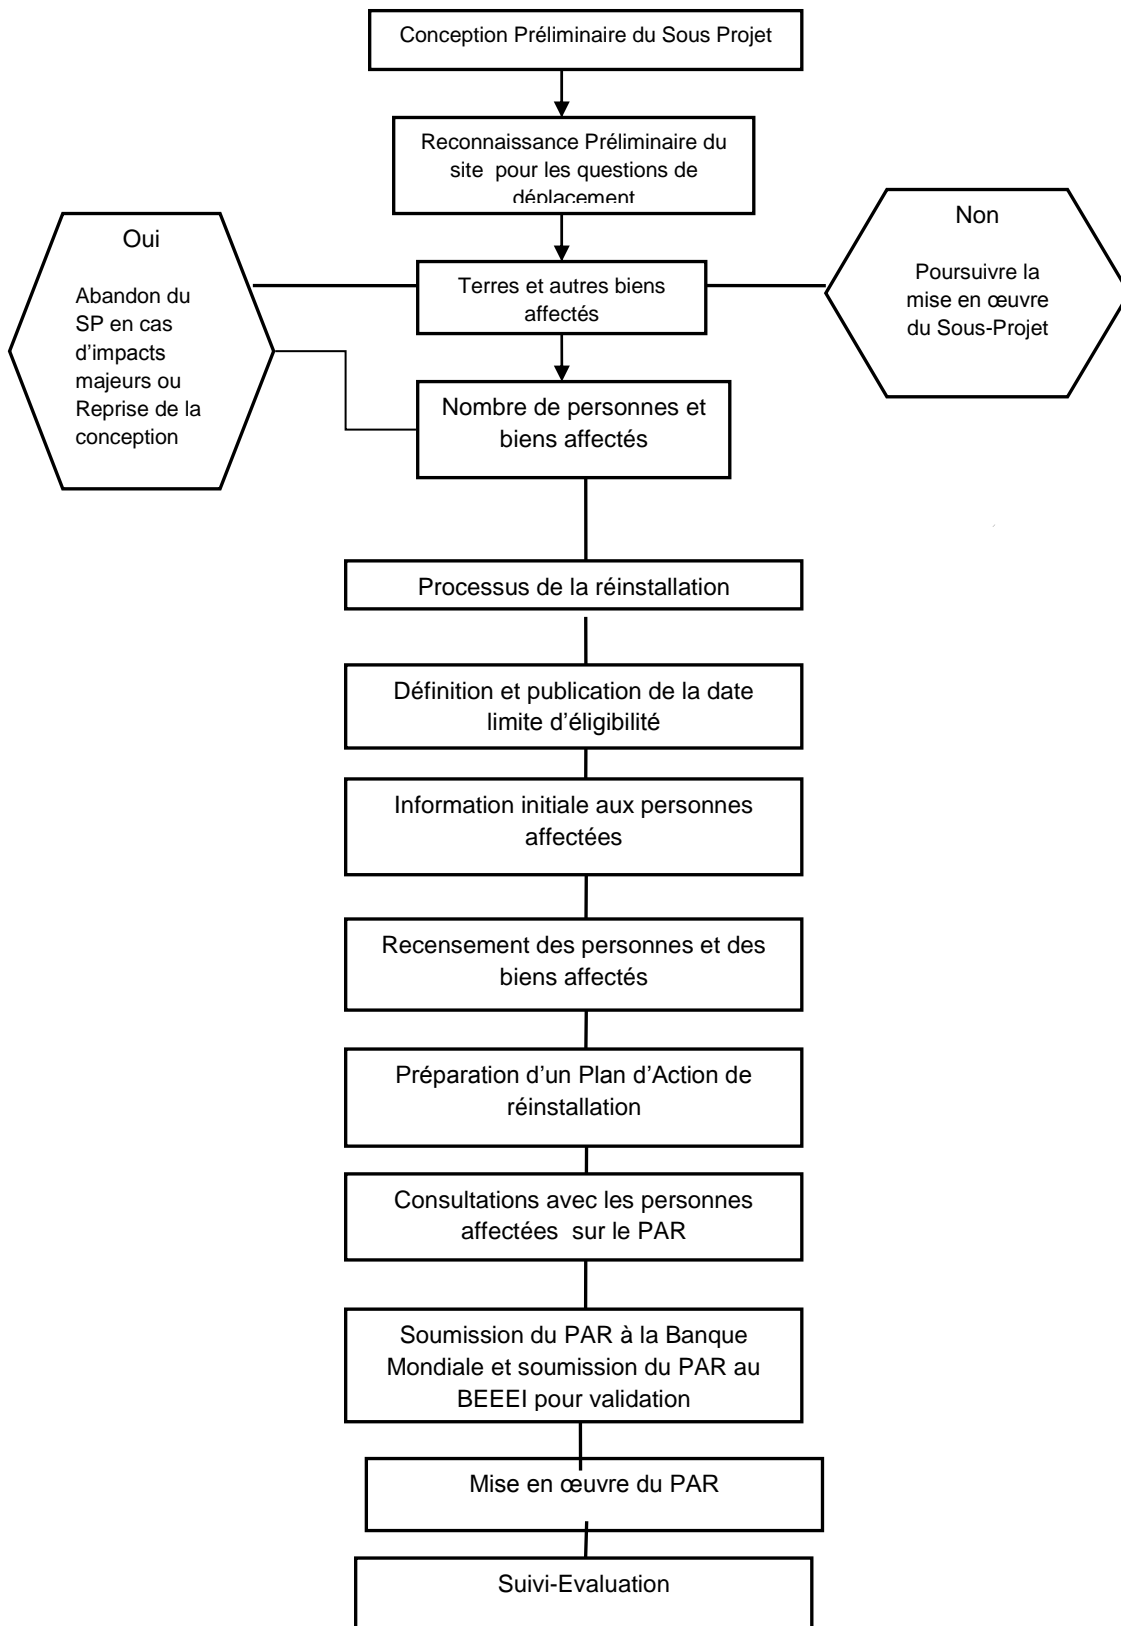 Conception Préliminaire du Sous Projet
Reconnaissance Préliminaire du
site  pour les questions de
déplacement
Oui
Abandon du
SP en cas
d'impacts
majeurs ou
Reprise de la
conception
Terres et autres biens
affectés
Non
Poursuivre la
mise en œuvre
du Sous-Projet
Nombre de personnes et
biens affectés
Processus de la réinstallation
Définition et publication de la date
limite d'éligibilité
Information initiale aux personnes
affectées
Recensement des personnes et des
biens affectés
Préparation d'un Plan d'Action de
réinstallation
Consultations avec les personnes
affectées  sur le PAR
Soumission du PAR à la Banque
Mondiale et soumission du PAR au
BEEEI pour validation
Mise en œuvre du PAR
Suivi-Evaluation